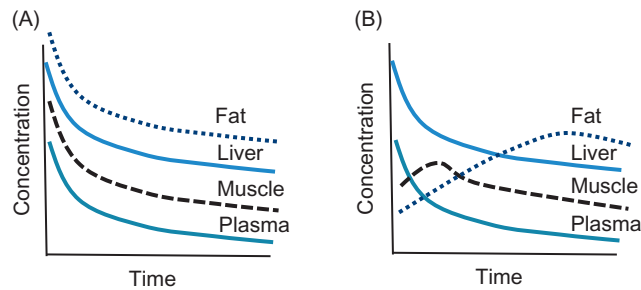 (A)
Concentration
Fat
Liver
Muscle
Plasma
Time
(B)
Concentration
Fat
Liver
Muscle
Plasma
Time